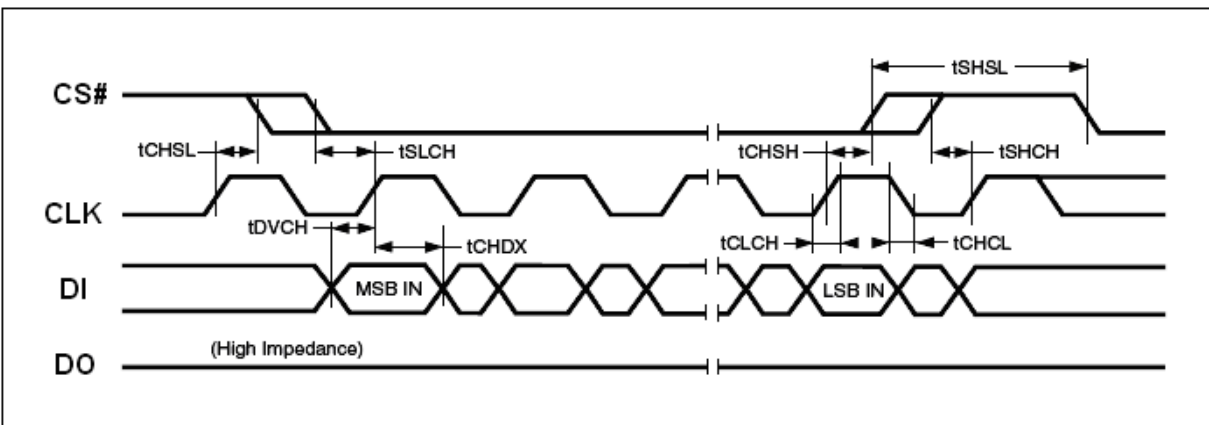 tSHSL
CS#
tCHSL
tSLCH
tCHSH
tSHCH
CLK
tDVCH
tCHDX
tCLCH
tCHCL
DI
MSB IN
LSB IN
(High Impedance)
DO